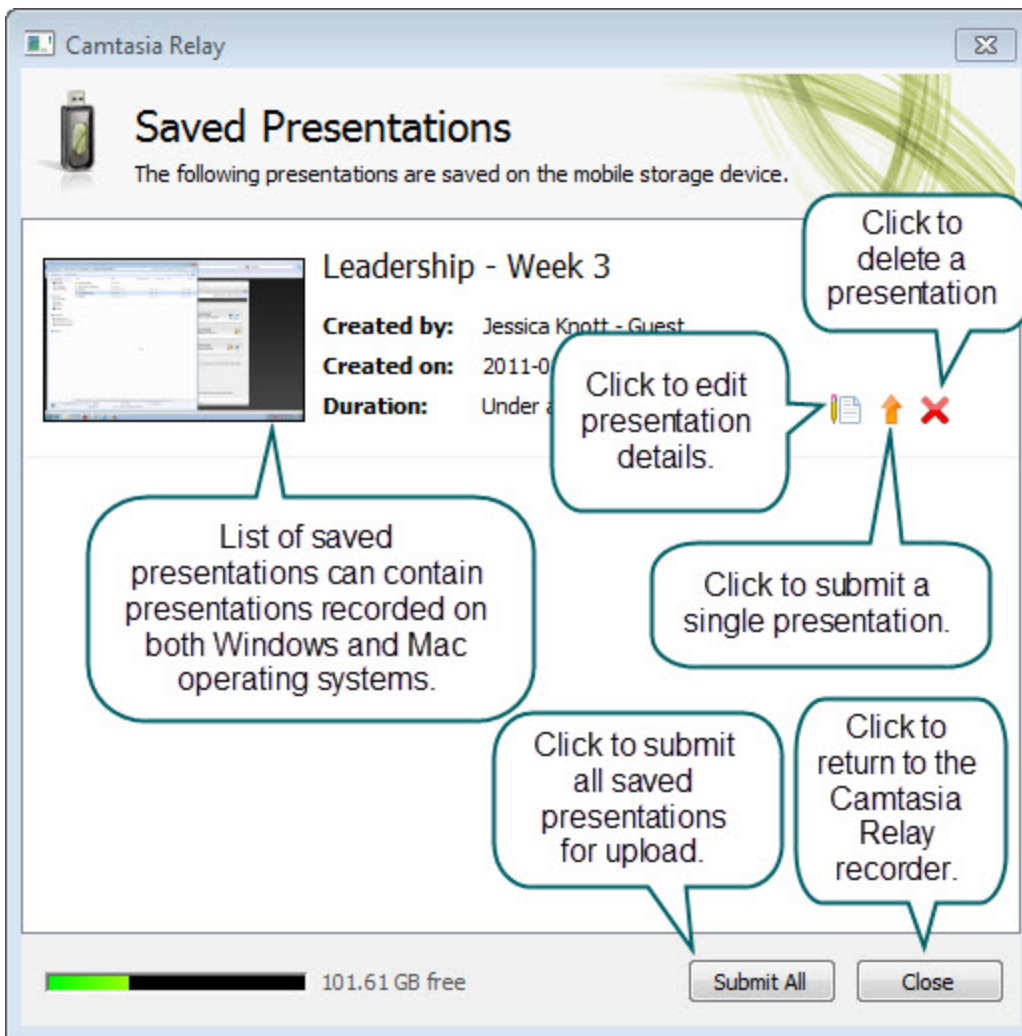 Camtasia Relay
Saved Presentations
The following presentations are saved on the mobile storage device.
Click to
delete a
presentation
Leadership - Week 3
Created by: Jessica Knott - Guest
Created on: 2011-0
Duration: Under a
Click to edit
presentation
details.
List of saved
presentations can contain
presentations recorded on
both Windows and Mac
operating systems.
Click to submit a
single presentation.
Click to submit
all saved
presentations
for upload.
Click to
return to the
Camtasia
Relay
recorder.
101.61 GB free
Submit All
Close